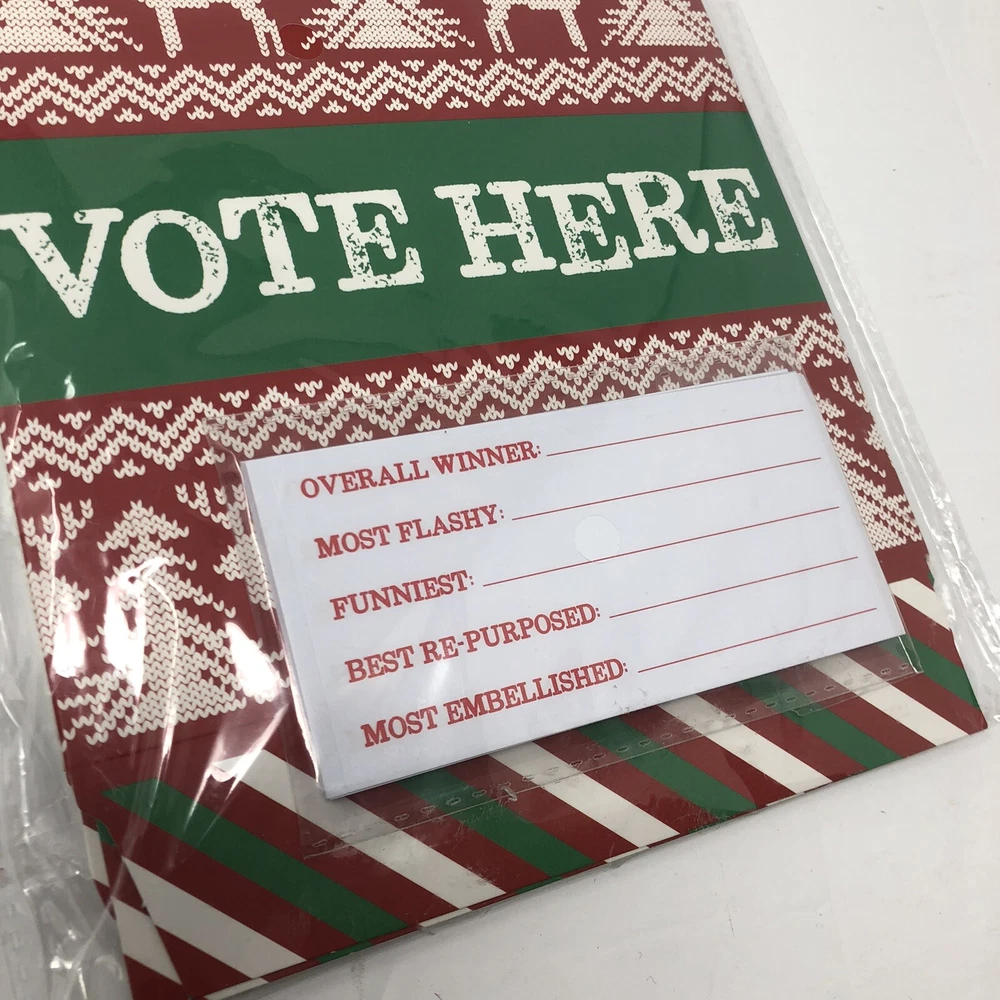 VOTE HERE
OVERALL WINNER:
MOST FLASHY:
FUNNIEST:
BEST RE-PURPOSED:
MOST EMBELLISHED: